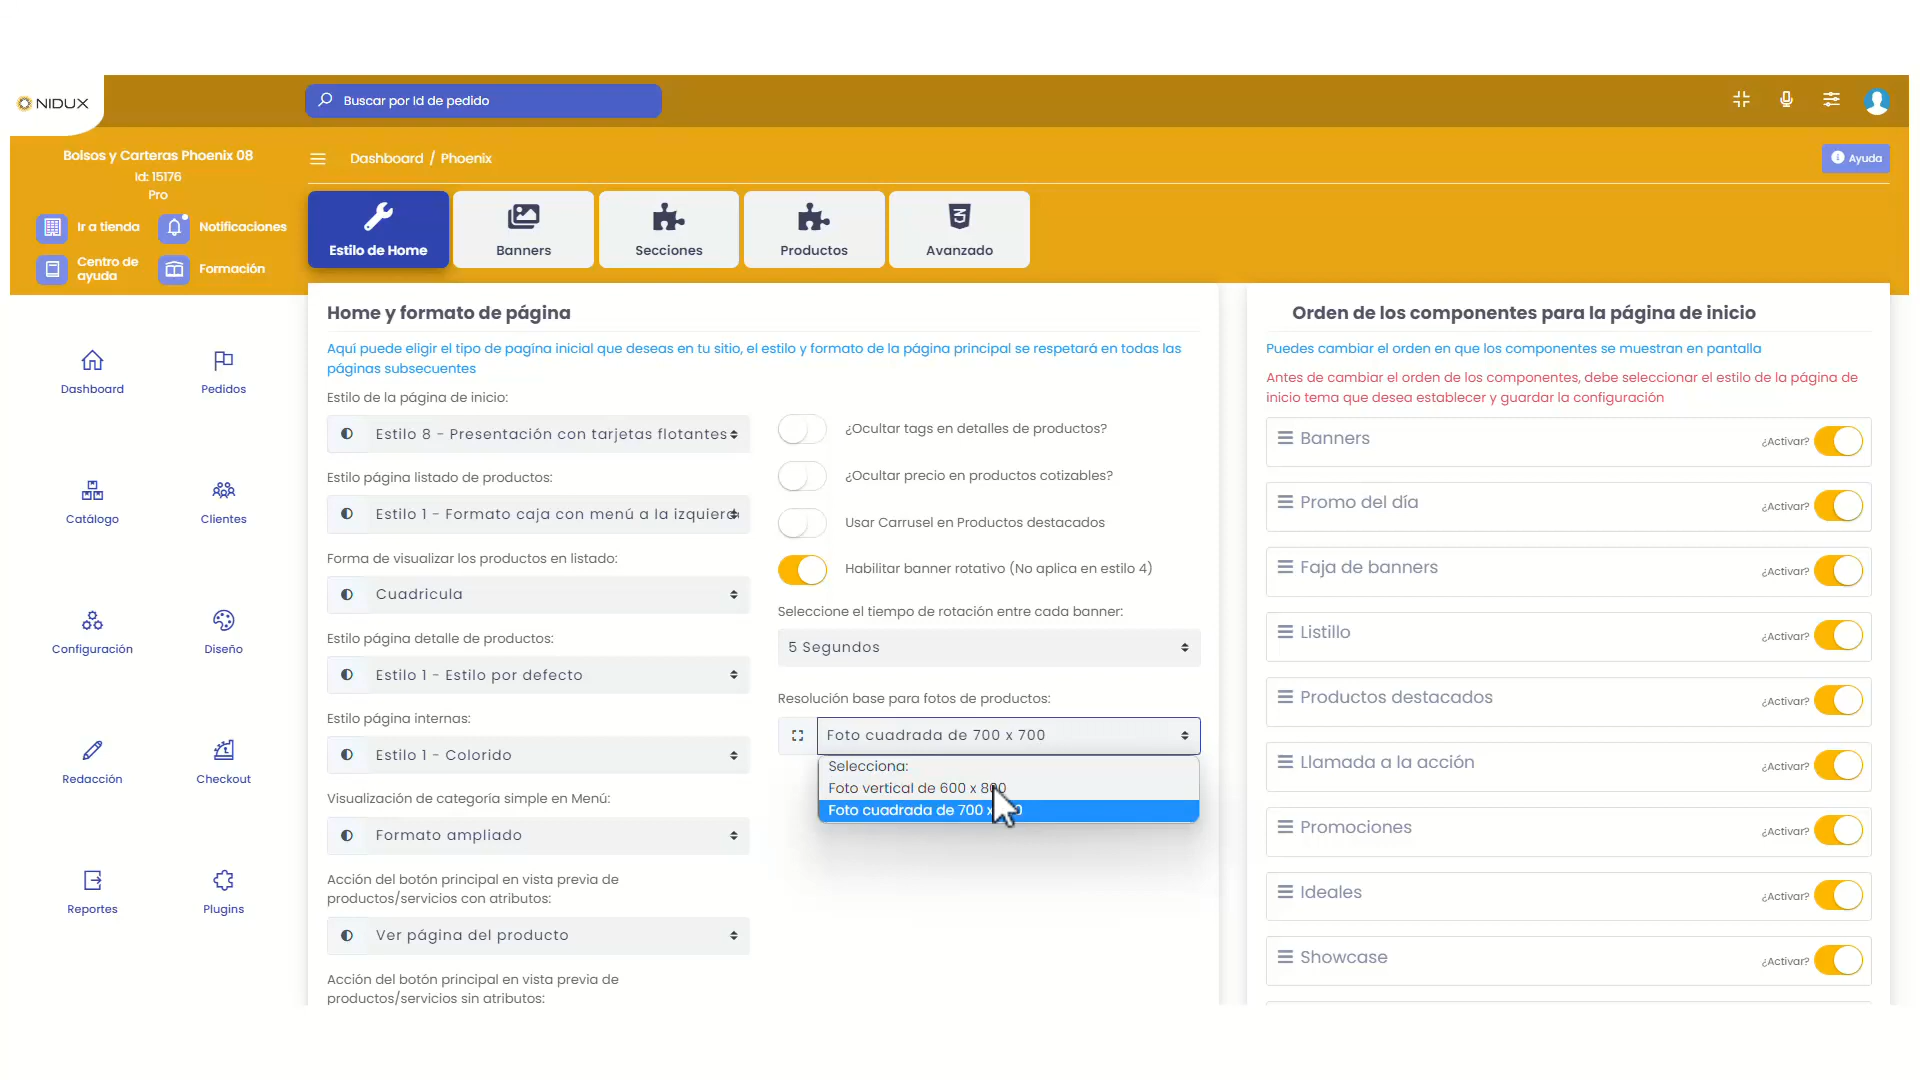 NIDUX
Buscar por Id de pedido
Bolsos y Carteras Phoenix 08
Id: 15176
Pro
Ir a tienda
Notificaciones
Centro de
ayuda
Formación
Dashboard / Phoenix
Ayuda
Estilo de Home
Banners
Secciones
Productos
Avanzado
Dashboard
Pedidos
Catálogo
Clientes
Configuración
Diseño
Redacción
Checkout
Reportes
Plugins
Home y formato de página
Aquí puede eligir el tipo de pagína inicial que deseas en tu sitio, el estilo y formato de la página principal se respetará en todas las
páginas subsecuentes
Estilo de la página de inicio:
Estilo 8 - Presentación con tarjetas flotantes
Estilo página listado de productos:
Estilo 1 - Formato caja con menú a la
Forma de visualizar los productos en listado:
Cuadricula
Estilo página detalle de productos:
Estilo 1 - Estilo por defecto
Estilo página internas:
Estilo 1 - Colorido
Visualización de categoría simple en Menú:
Formato ampliado
Acción del botón principal en vista previa de
productos/servicios con atributos:
Ver página del producto
Acción del botón principal en vista previa de
productos/servicios sin atributos:
¿Ocultar tags en detalles de productos?
¿Ocultar precio en productos cotizables?
Usar Carrusel en Productos destacados
Habilitar banner rotativo (No aplica en estilo 4)
Seleccione el tiempo de rotación entre cada banner:
5 Segundos
Resolución base para fotos de productos:
Foto cuadrada de 700 x 700
Selecciona:
Foto vertical de 600 x 800
Foto cuadrada de 700 x
Orden de los componentes para la página de inicio
Puedes cambiar el orden en que los componentes se muestran en pantalla
Antes de cambiar el orden de los componentes, debe seleccionar el estilo de la página de
inicio tema que desea establecer y guardar la configuración
Banners ¿Activar?
Promo del día ¿Activar?
Faja de banners ¿Activar?
Listillo ¿Activar?
Productos destacados ¿Activar?
Llamada a la acción ¿Activar?
Promociones ¿Activar?
Ideales ¿Activar?
Showcase ¿Activar?